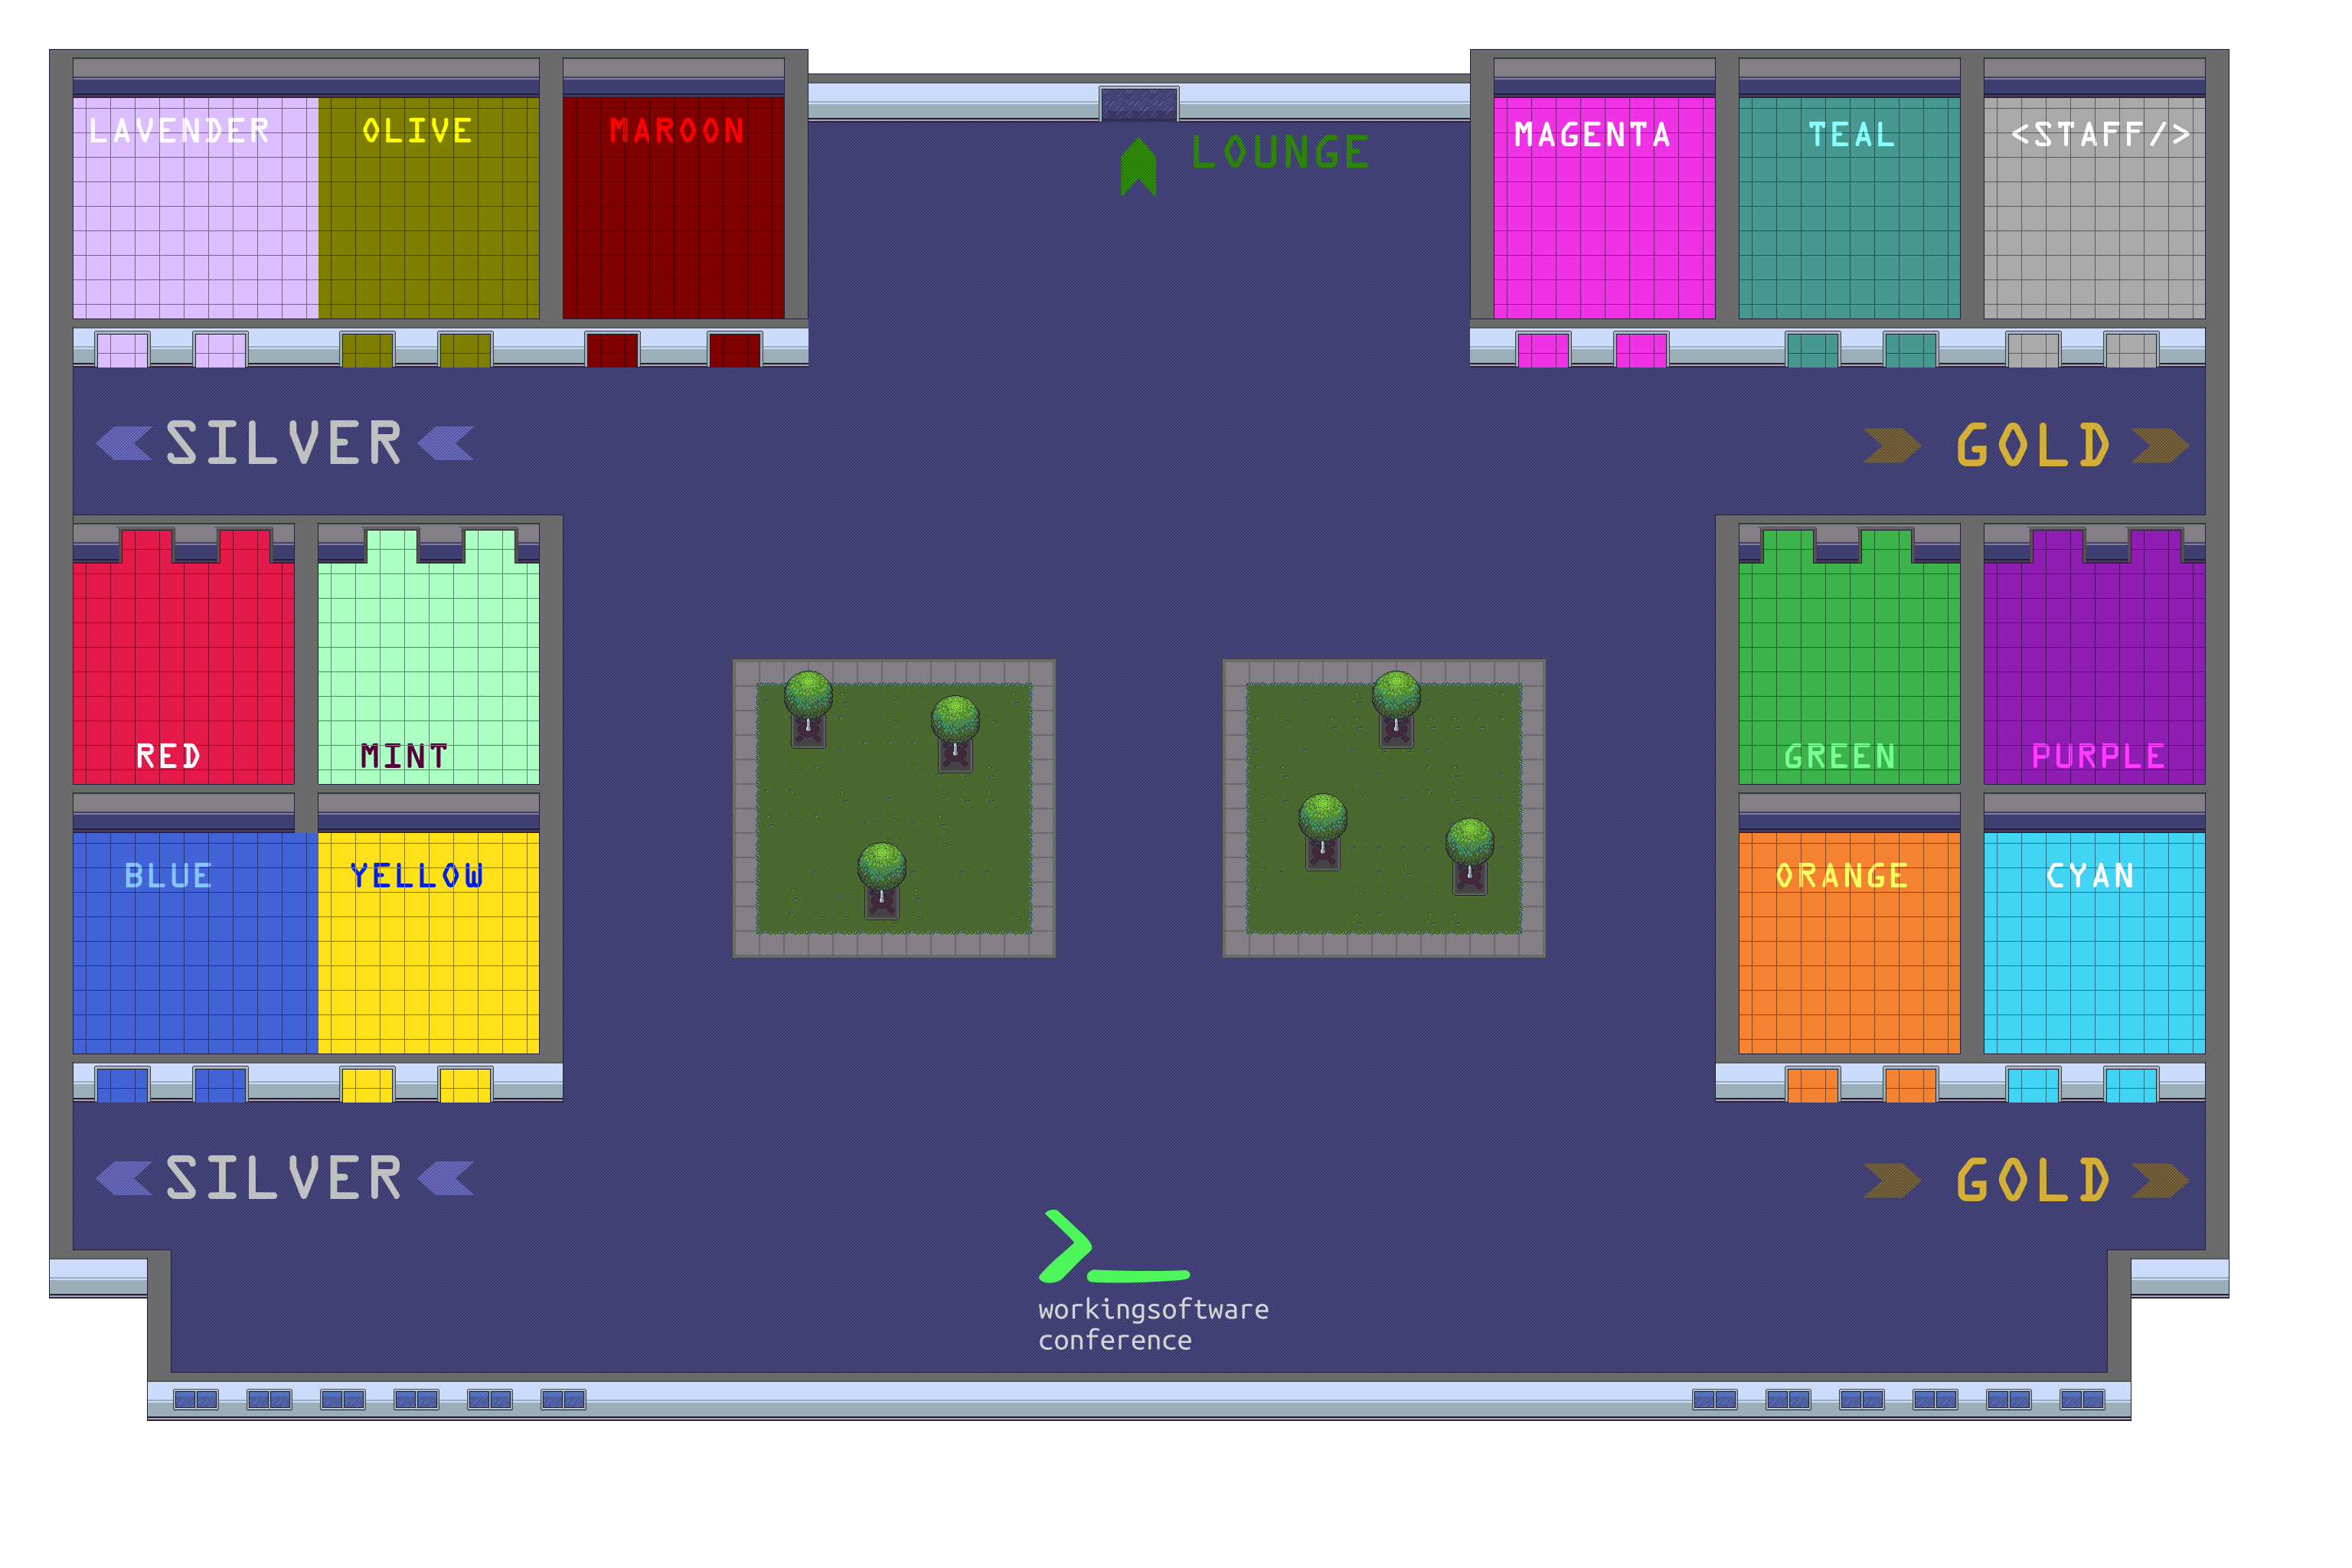 LAVENDER
OLIVE
MAROON
LOUNGE
MAGENTA
TEAL
<STAFF/>
SILVER
GOLD
RED
MINT
GREEN
PURPLE
BLUE
YELLOW
ORANGE
CYAN
SILVER
GOLD
>_
workingsoftware
conference